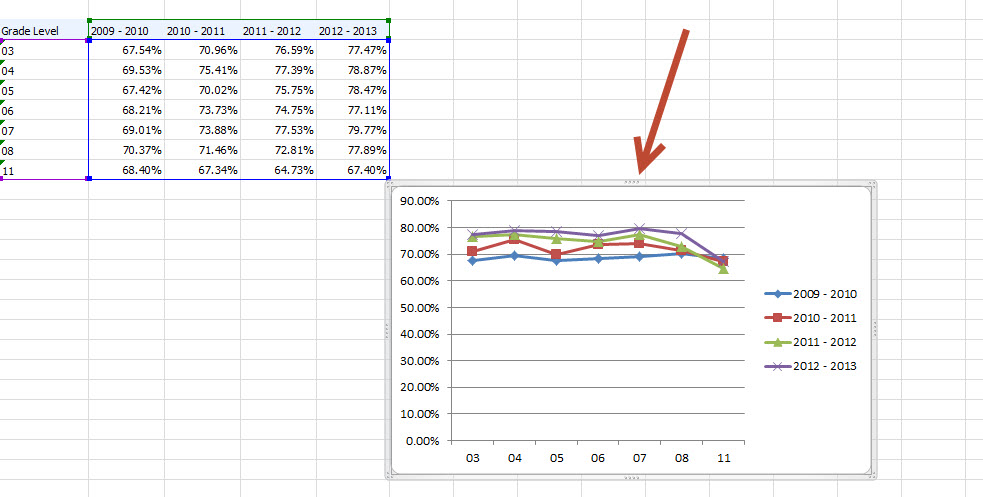 Grade Level 2009 - 2010 2010 - 2011 2011 - 2012 2012 - 2013
03 67.54% 70.96% 76.59% 77.47%
04 69.53% 75.41% 77.39% 78.87%
05 67.42% 70.02% 75.75% 78.47%
06 68.21% 73.73% 74.75% 77.11%
07 69.01% 73.88% 77.53% 79.77%
08 70.37% 71.46% 72.81% 77.89%
11 68.40% 67.34% 64.73% 67.40%
90.00%
80.00%
70.00%
60.00%
50.00%
40.00%
30.00%
20.00%
10.00%
0.00%
03 04 05 06 07 08 11
2009 - 2010
2010 - 2011
2011 - 2012
2012 - 2013